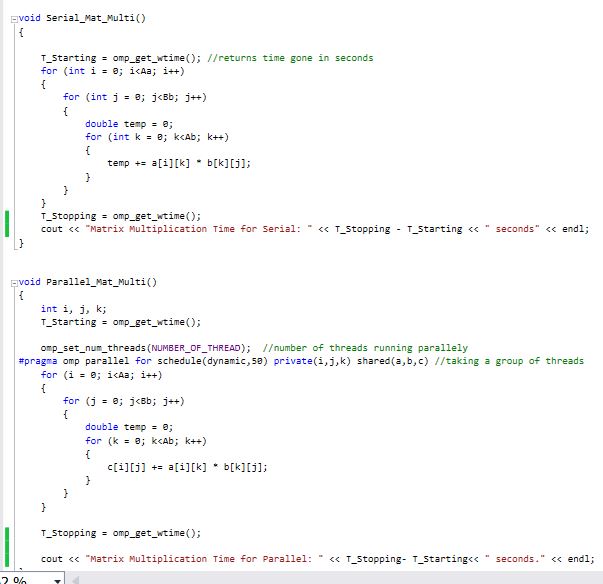 void Serial_Mat_Multi()
{
T_Starting = omp_get_wtime(); //returns time gone in seconds
for (int i = 0; i<Aa; i++)
{
for (int j = 0; j<Bb; j++)
{
double temp = 0;
for (int k = 0; k<Ab; k++)
{
temp += a[i][k] * b[k][j];
}
}
}
T_Stopping = omp_get_wtime();
cout << "Matrix Multiplication Time for Serial: " << T_Stopping - T_Starting << " seconds" << endl;
}
void Parallel_Mat_Multi()
{
int i, j, k;
T_Starting = omp_get_wtime();
omp_set_num_threads(NUMBER_OF_THREAD); //number of threads running parallely
#pragma omp parallel for schedule(dynamic,50) private(i,j,k) shared(a,b,c) //taking a group of threads
for (i = 0; i<Aa; i++)
{
for (j = 0; j<Bb; j++)
{
double temp = 0;
for (k = 0; k<Ab; k++)
{
c[i][j] += a[i][k] * b[k][j];
}
}
}
T_Stopping = omp_get_wtime();
cout << "Matrix Multiplication Time for Parallel: " << T_Stopping- T_Starting<< " seconds." << endl;
2 %